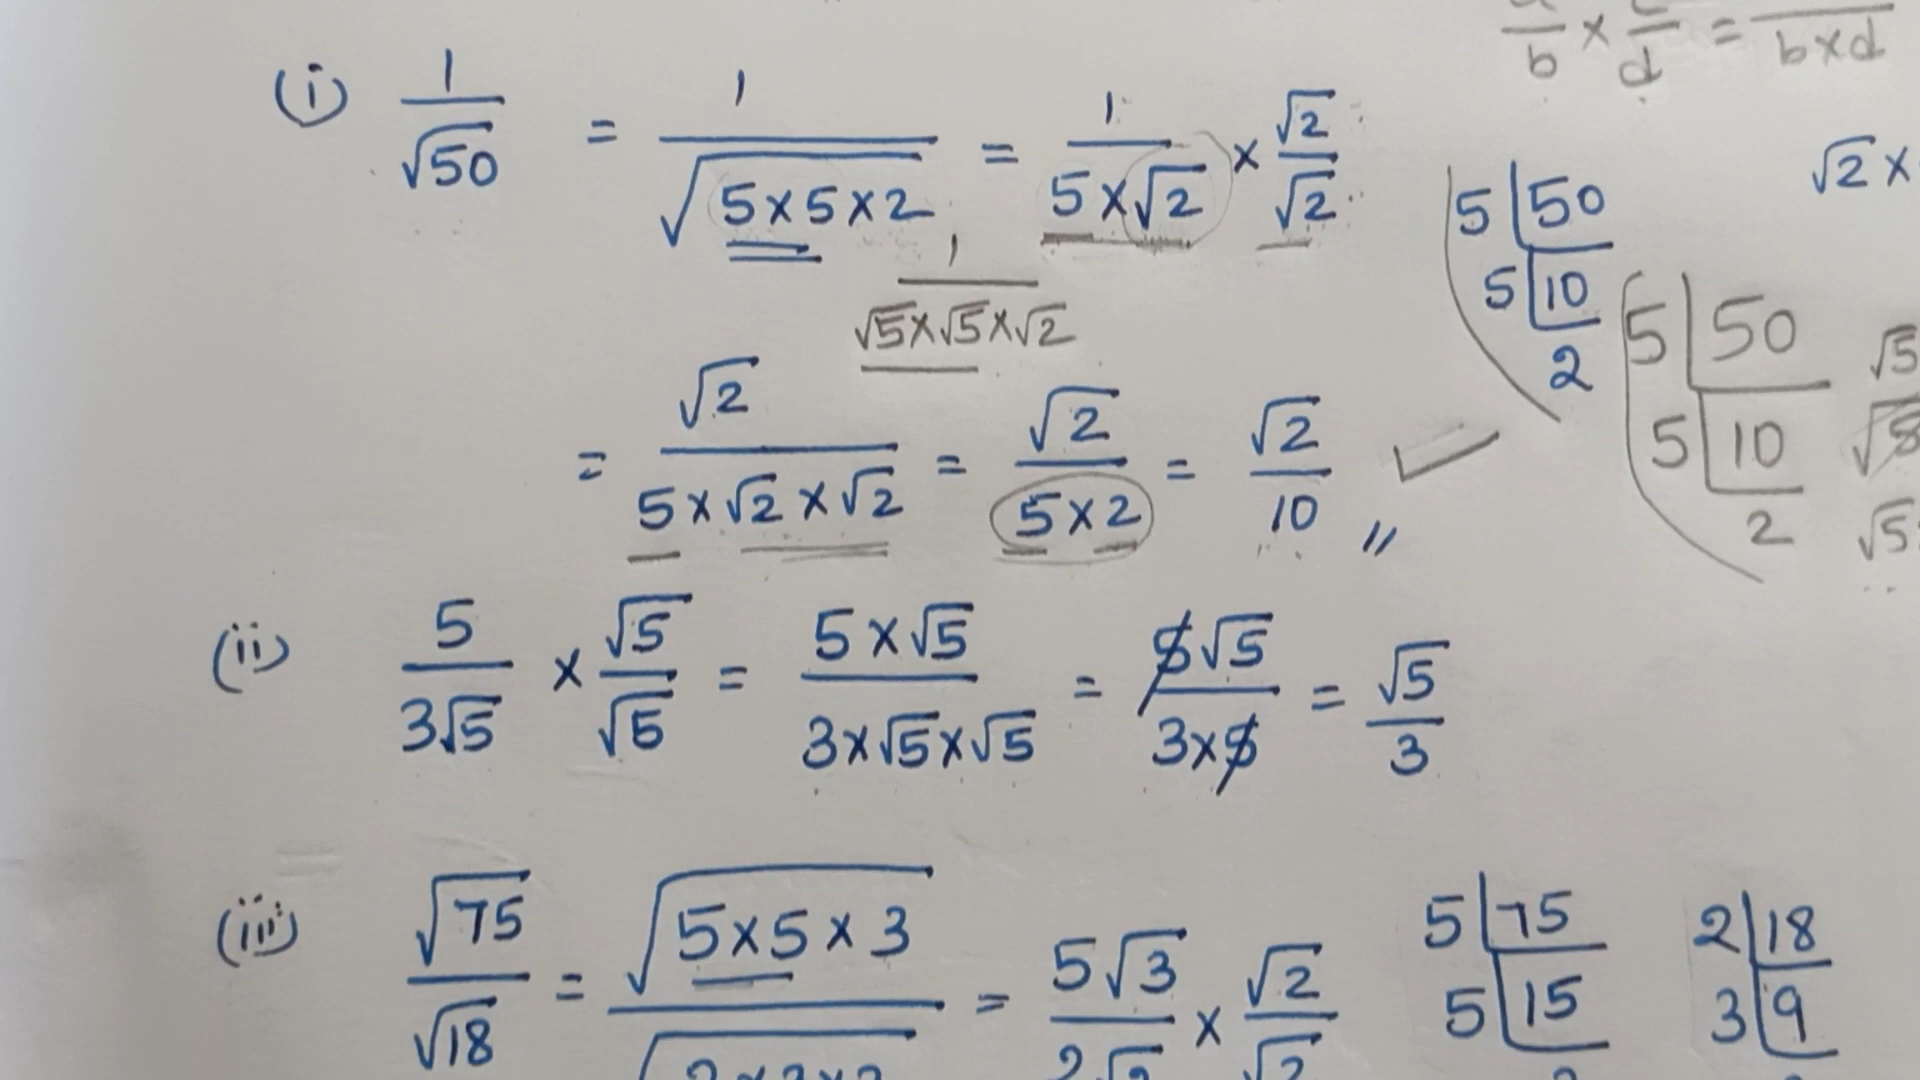 b × d = b×d
(i) 1/√50 = 1/√(5×5×2) = 1/(5×√2) × √2/√2
√2 ×
1/(√5×√5×√2)
5 | 50
5 | 10
2
5 | 50
5 | 10
2
√5
√5
= √2/(5×√2×√2) = √2/(5×2) = √2/10 //
(ii) 5/(3√5) × √5/√5 = (5×√5)/(3×√5×√5) = 5√5/(3×5) = √5/3
(iii) √75/√18 = √(5×5×3) = 5√3 × √2
5 | 75
5 | 15
2 | 18
3 | 9